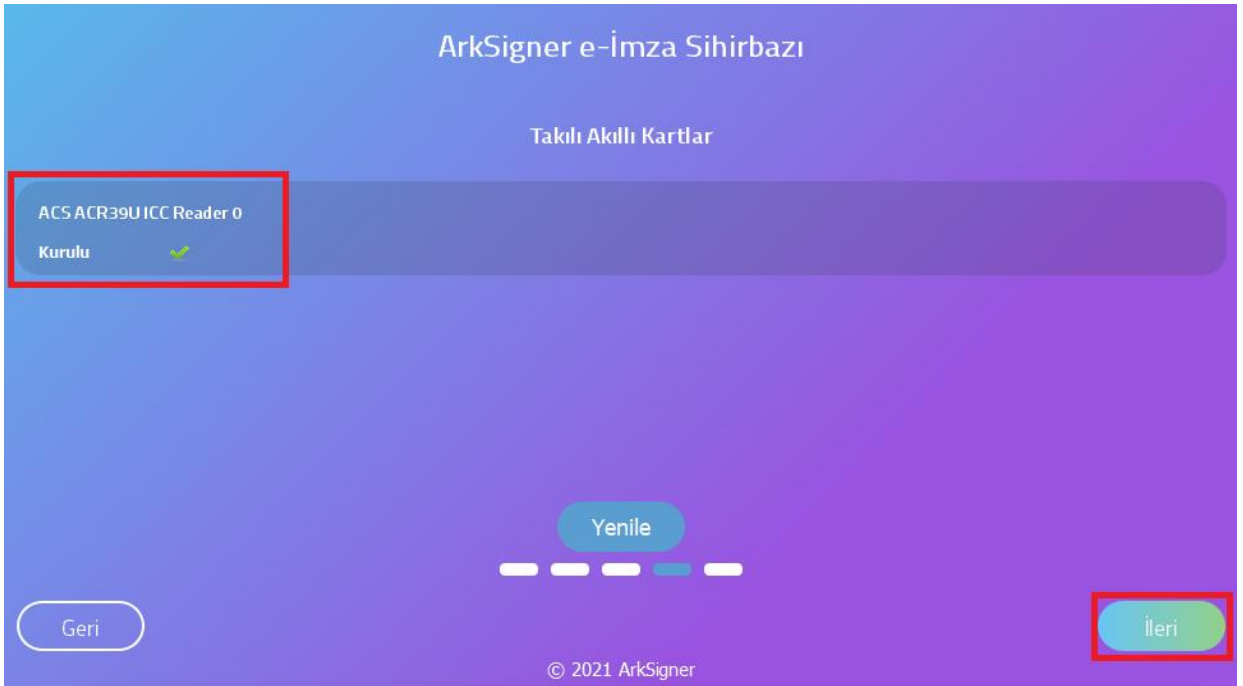 ArkSigner e-İmza Sihirbazı
Takılı Akıllı Kartlar
ACS ACR39U ICC Reader 0
Kurulu
Yenile
Geri
İleri
© 2021 ArkSigner